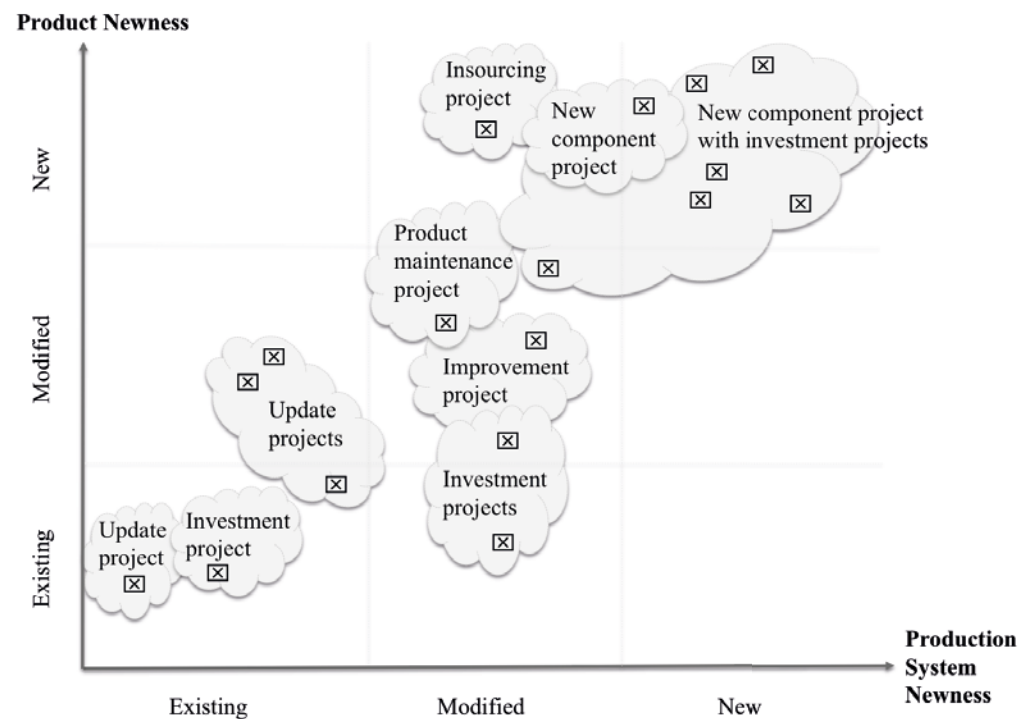 Product Newness
Insourcing
project
New
component
project
New component project
with investment projects
New
Product
maintenance
project
Modified
Improvement
project
Update
projects
Investment
projects
Existing
Update
project
Investment
project
Production
System
Newness
Existing
Modified
New